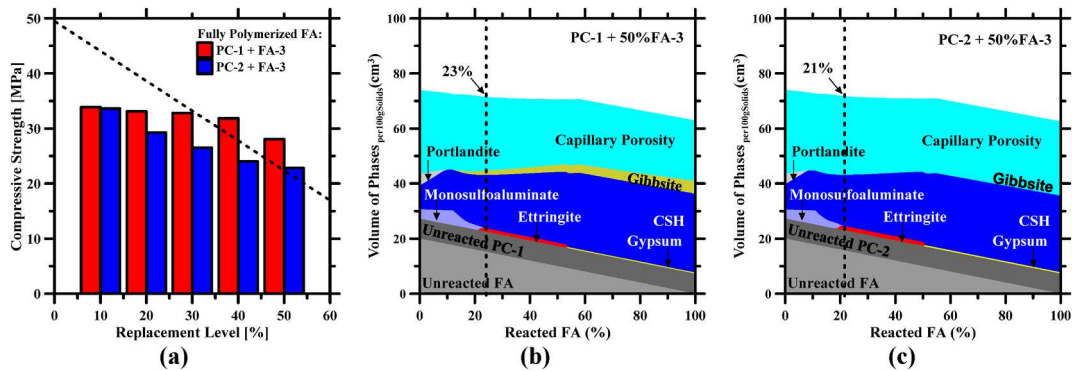 50
40
30
20
10
0
Compressive Strength [MPa]
Fully Polymerized FA:
PC-1 + FA-3
PC-2 + FA-3
0 10 20 30 40 50 60
Replacement Level [%]
(a)
100
80
60
40
20
0
Volume of Phases per100gSolids (cm³)
PC-1 + 50%FA-3
23%
Capillary Porosity
Portlandite
Gibbsite
Monosulfoaluminate
CSH
Ettringite
Gypsum
Unreacted PC-1
Unreacted FA
0 20 40 60 80 100
Reacted FA (%)
(b)
100
80
60
40
20
0
Volume of Phases per100gSolids (cm³)
PC-2 + 50%FA-3
21%
Capillary Porosity
Portlandite
Gibbsite
Monosulfoaluminate
CSH
Ettringite
Gypsum
Unreacted PC-2
Unreacted FA
0 20 40 60 80 100
Reacted FA (%)
(c)